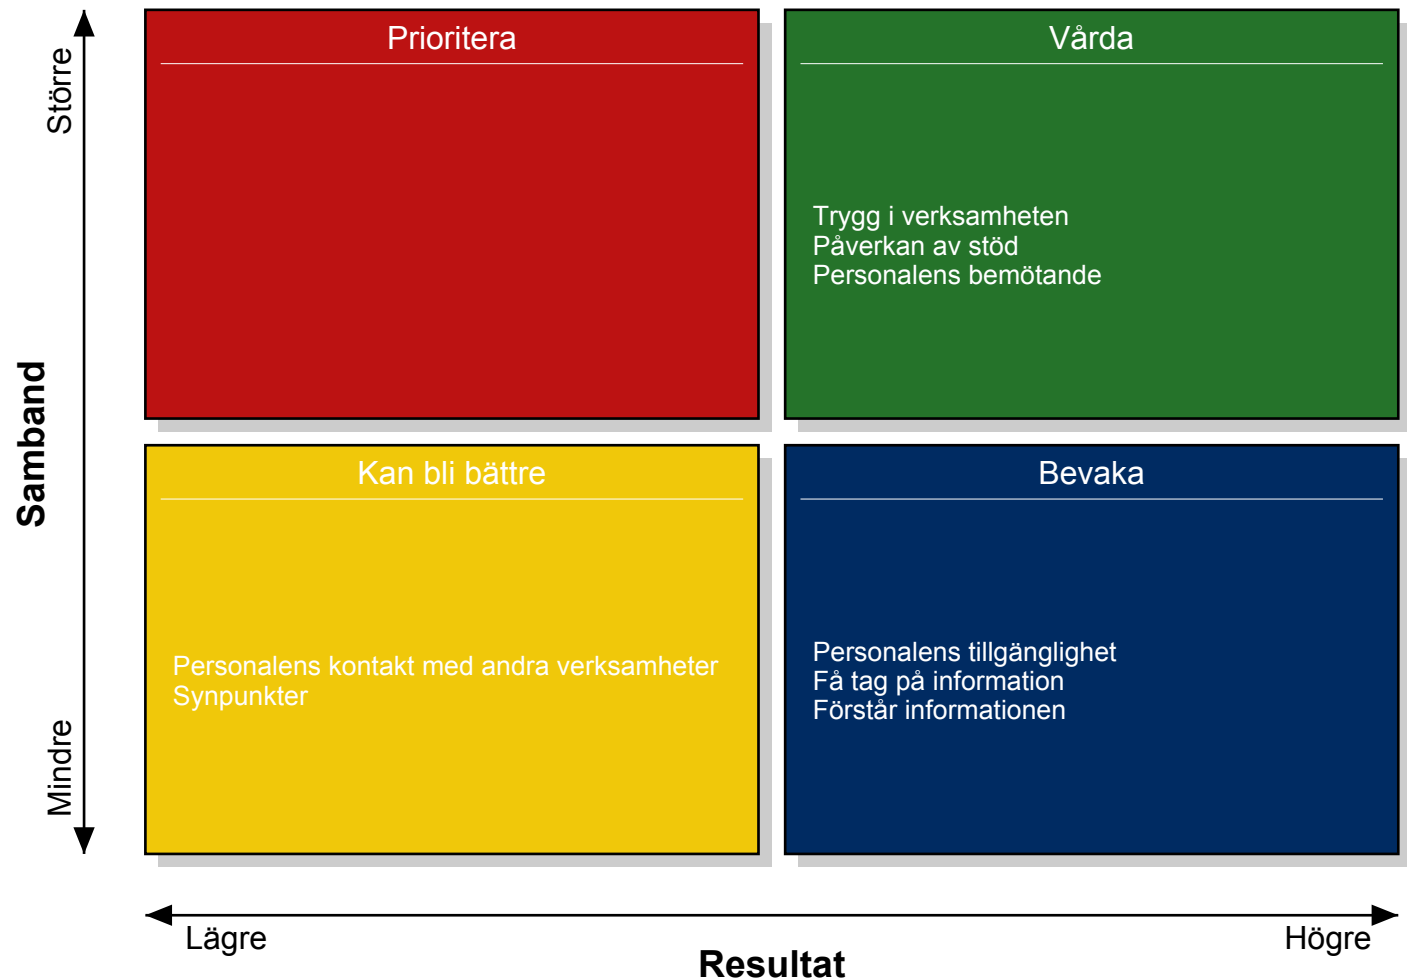 Större
Samband
Mindre
Prioritera
Vårda
Trygg i verksamheten
Påverkan av stöd
Personalens bemötande
Kan bli bättre
Personalens kontakt med andra verksamheter
Synpunkter
Bevaka
Personalens tillgänglighet
Få tag på information
Förstår informationen
Lägre
Resultat
Högre